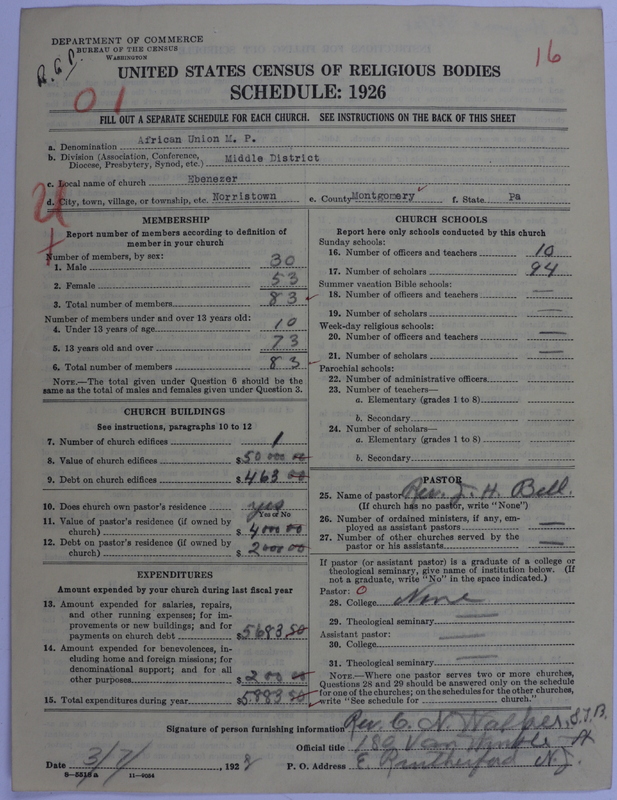 DEPARTMENT OF COMMERCE
BUREAU OF THE CENSUS
WASHINGTON
R.G.P.
16
UNITED STATES CENSUS OF RELIGIOUS BODIES
SCHEDULE: 1926
01
FILL OUT A SEPARATE SCHEDULE FOR EACH CHURCH. SEE INSTRUCTIONS ON THE BACK OF THIS SHEET
a. Denomination African Union M. P.
b. Division (Association, Conference, Diocese, Presbytery, Synod, etc.) Middle District
c. Local name of church Ebenezer
d. City, town, village, or township, etc. Norristown e. County Montgomery f. State Pa
MEMBERSHIP
Report number of members according to definition of
member in your church
Number of members, by sex:
1. Male 30
2. Female 53
3. Total number of members 83
Number of members under and over 13 years old:
4. Under 13 years of age 10
5. 13 years old and over 73
6. Total number of members 83
NOTE.—The total given under Question 6 should be the
same as the total of males and females given under Question 3.
CHURCH BUILDINGS
See instructions, paragraphs 10 to 12
7. Number of church edifices 1
8. Value of church edifices $50 000 00
9. Debt on church edifices $463 00
10. Does church own pastor's residence yes
Yes or No
11. Value of pastor's residence (if owned by
church) $ 4000 00
12. Debt on pastor's residence (if owned by
church) $ 2000 00
EXPENDITURES
Amount expended by your church during last fiscal year
13. Amount expended for salaries, repairs,
and other running expenses; for im-
provements or new buildings; and for
payments on church debt $5683 50
14. Amount expended for benevolences, in-
cluding home and foreign missions; for
denominational support; and for all
other purposes $ 200 00
15. Total expenditures during year $5883 50
CHURCH SCHOOLS
Report here only schools conducted by this church
Sunday schools:
16. Number of officers and teachers 10
17. Number of scholars 94
Summer vacation Bible schools:
18. Number of officers and teachers —
19. Number of scholars —
Week-day religious schools:
20. Number of officers and teachers —
21. Number of scholars —
Parochial schools:
22. Number of administrative officers
23. Number of teachers—
a. Elementary (grades 1 to 8)
b. Secondary
24. Number of scholars—
a. Elementary (grades 1 to 8)
b. Secondary
PASTOR
25. Name of pastor Rev. J. H. Bell.
(If church has no pastor, write "None")
26. Number of ordained ministers, if any, em-
ployed as assistant pastors —
27. Number of other churches served by the
pastor or his assistants —
If pastor (or assistant pastor) is a graduate of a college or
theological seminary, give name of institution below. (If
not a graduate, write "No" in the space indicated.)
Pastor: 0
28. College None
29. Theological seminary —
Assistant pastor:
30. College —
31. Theological seminary —
NOTE.—Where one pastor serves two or more churches,
Questions 28 and 29 should be answered only on the schedule
for one of the churches; on the schedules for the other churches,
write "See schedule for church."
Signature of person furnishing information Rev. C. N. Walker, S.T.B.
Official title 189 Van Winkle St
Date 3/7/ 1928 P. O. Address E. Rutherford N.J.
8—5518a 11—9064